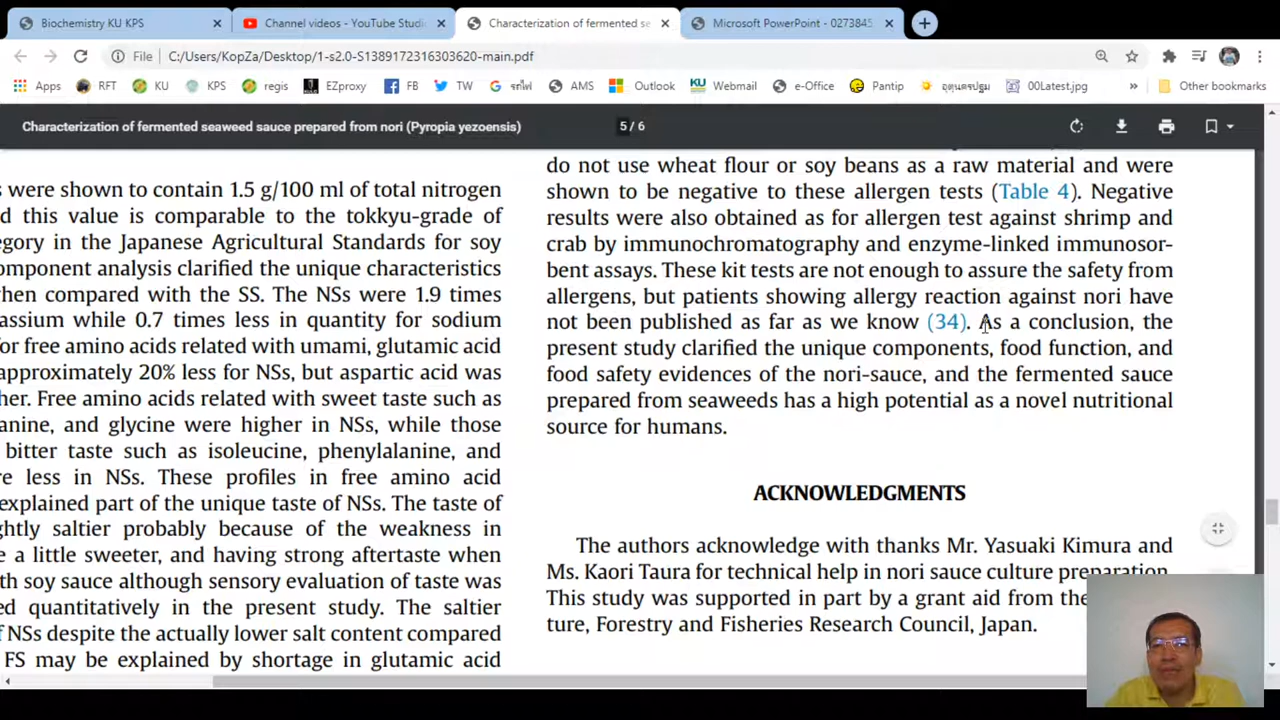 Biochemistry KU KPS
Channel videos - YouTube Studi
Characterization of fermented se
Microsoft PowerPoint - 0273845
File
C:/Users/KopZa/Desktop/1-s2.0-S1389172316303620-main.pdf
Apps
RFT
KU
KPS
regis
EZproxy
FB
TW
รถไฟ
AMS
Outlook
KU Webmail
e-Office
Pantip
อุตุนครปฐม
00Latest.jpg
»
Other bookmarks
Characterization of fermented seaweed sauce prepared from nori (Pyropia yezoensis)
5 / 6
s were shown to contain 1.5 g/100 ml of total nitrogen
d this value is comparable to the tokkyu-grade of
egory in the Japanese Agricultural Standards for soy
omponent analysis clarified the unique characteristics
hen compared with the SS. The NSs were 1.9 times
assium while 0.7 times less in quantity for sodium
or free amino acids related with umami, glutamic acid
approximately 20% less for NSs, but aspartic acid was
her. Free amino acids related with sweet taste such as
anine, and glycine were higher in NSs, while those
bitter taste such as isoleucine, phenylalanine, and
re less in NSs. These profiles in free amino acid
explained part of the unique taste of NSs. The taste of
ghtly saltier probably because of the weakness in
e a little sweeter, and having strong aftertaste when
th soy sauce although sensory evaluation of taste was
ed quantitatively in the present study. The saltier
f NSs despite the actually lower salt content compared
FS may be explained by shortage in glutamic acid
do not use wheat flour or soy beans as a raw material and were
shown to be negative to these allergen tests (Table 4). Negative
results were also obtained as for allergen test against shrimp and
crab by immunochromatography and enzyme-linked immunosor-
bent assays. These kit tests are not enough to assure the safety from
allergens, but patients showing allergy reaction against nori have
not been published as far as we know (34). As a conclusion, the
present study clarified the unique components, food function, and
food safety evidences of the nori-sauce, and the fermented sauce
prepared from seaweeds has a high potential as a novel nutritional
source for humans.
ACKNOWLEDGMENTS
The authors acknowledge with thanks Mr. Yasuaki Kimura and
Ms. Kaori Taura for technical help in nori sauce culture preparation.
This study was supported in part by a grant aid from the
ture, Forestry and Fisheries Research Council, Japan.